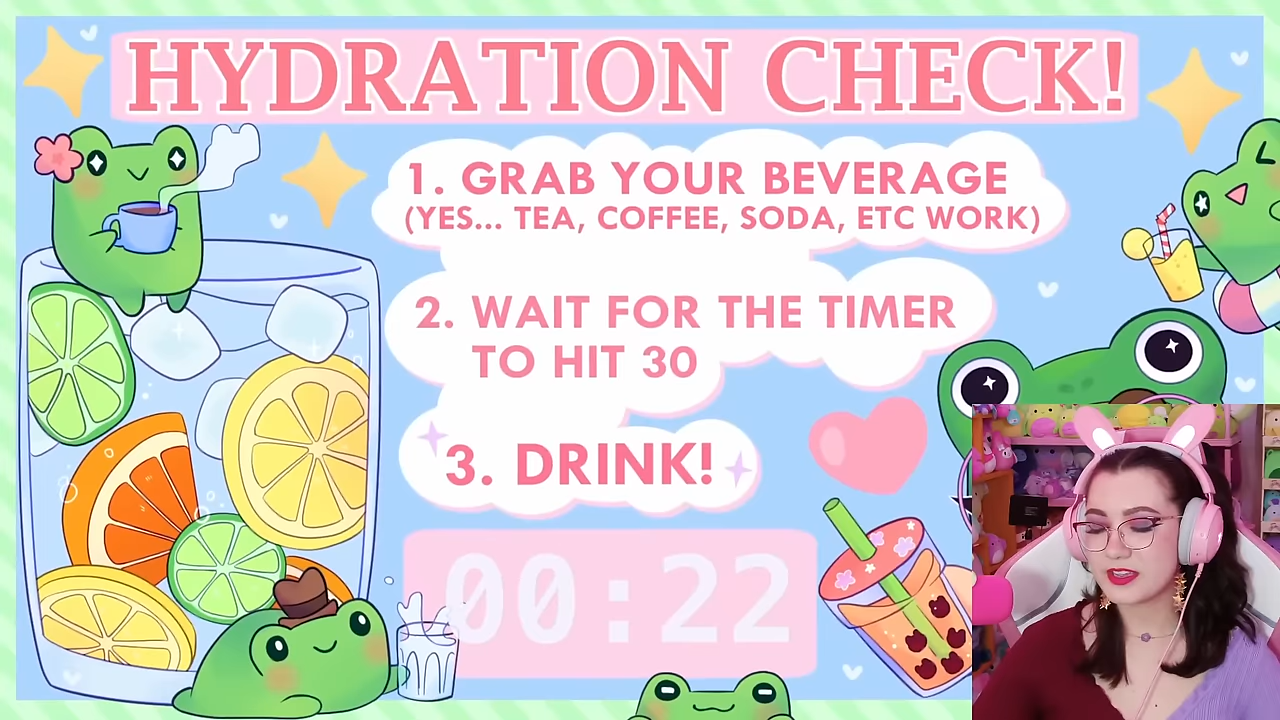 HYDRATION CHECK!
1. GRAB YOUR BEVERAGE
(YES... TEA, COFFEE, SODA, ETC WORK)
2. WAIT FOR THE TIMER
TO HIT 30
3. DRINK!
00:22